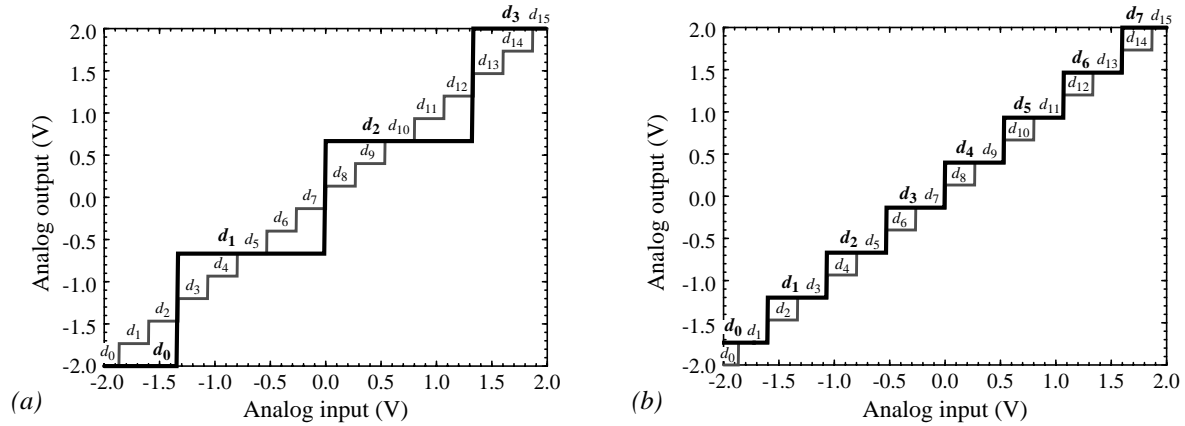 d3 d15
2.0
d14
1.5
d13
d12
1.0
d11
d2 d10
0.5
d9
d8
0.0
d7
d6
-0.5
d1 d5
d4
-1.0
d3
d2
-1.5
d1
d0 d0
-2.0
-2.0 -1.5 -1.0 -0.5 0.0 0.5 1.0 1.5 2.0
Analog output (V)
Analog input (V)
(a)
d7 d15
2.0
d14
d6 d13
1.5
d12
d5 d11
1.0
d10
d4 d9
0.5
d8
0.0
d3 d7
d6
-0.5
d2 d5
d4
-1.0
d1 d3
d2
-1.5
d0 d1
d0
-2.0
-2.0 -1.5 -1.0 -0.5 0.0 0.5 1.0 1.5 2.0
Analog output (V)
Analog input (V)
(b)